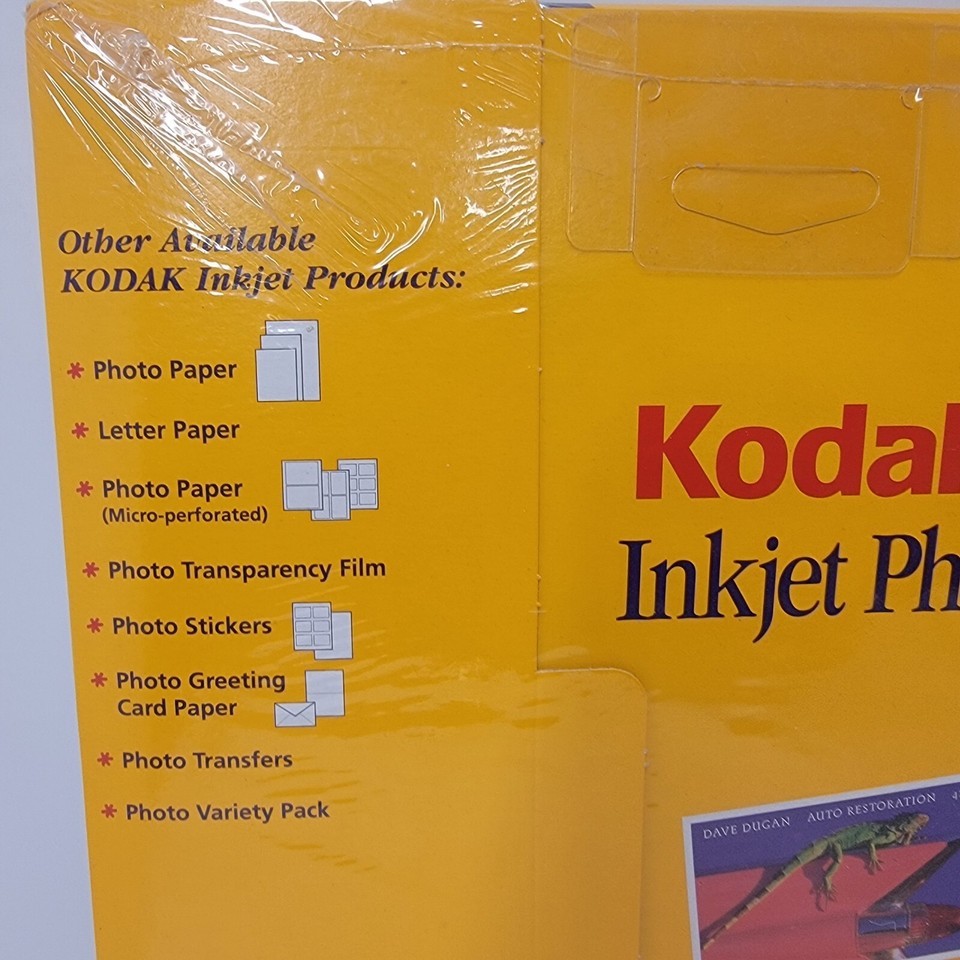 Other Available
KODAK Inkjet Products:
* Photo Paper
* Letter Paper
* Photo Paper
(Micro-perforated)
* Photo Transparency Film
* Photo Stickers
* Photo Greeting
Card Paper
* Photo Transfers
* Photo Variety Pack
Kodak
Inkjet Ph
DAVE DUGAN AUTO RESTORATION